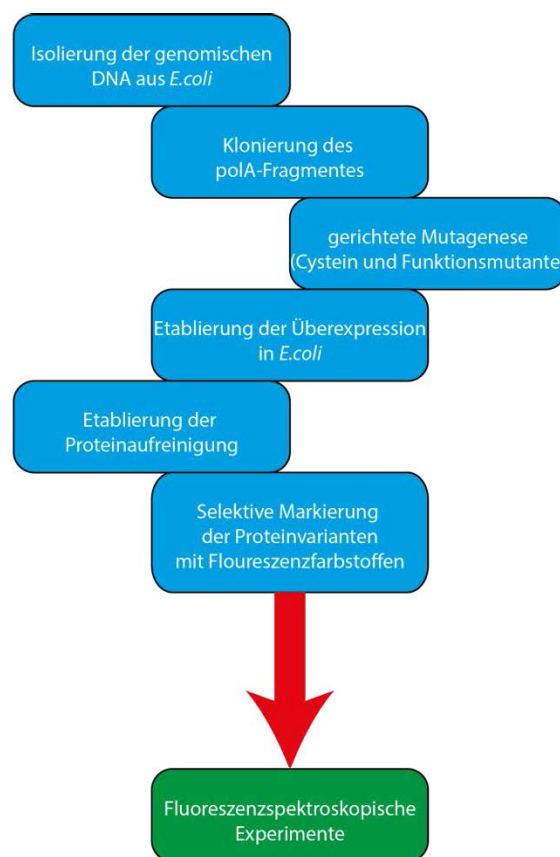 Isolierung der genomischen
DNA aus E.coli
Klonierung des
polA-Fragmentes
gerichtete Mutagenese
(Cystein und Funktionsmutante
Etablierung der Überexpression
in E.coli
Etablierung der
Proteinaufreinigung
Selektive Markierung
der Proteinvarianten
mit Floureszenzfarbstoffen
Fluoreszenzspektroskopische
Experimente